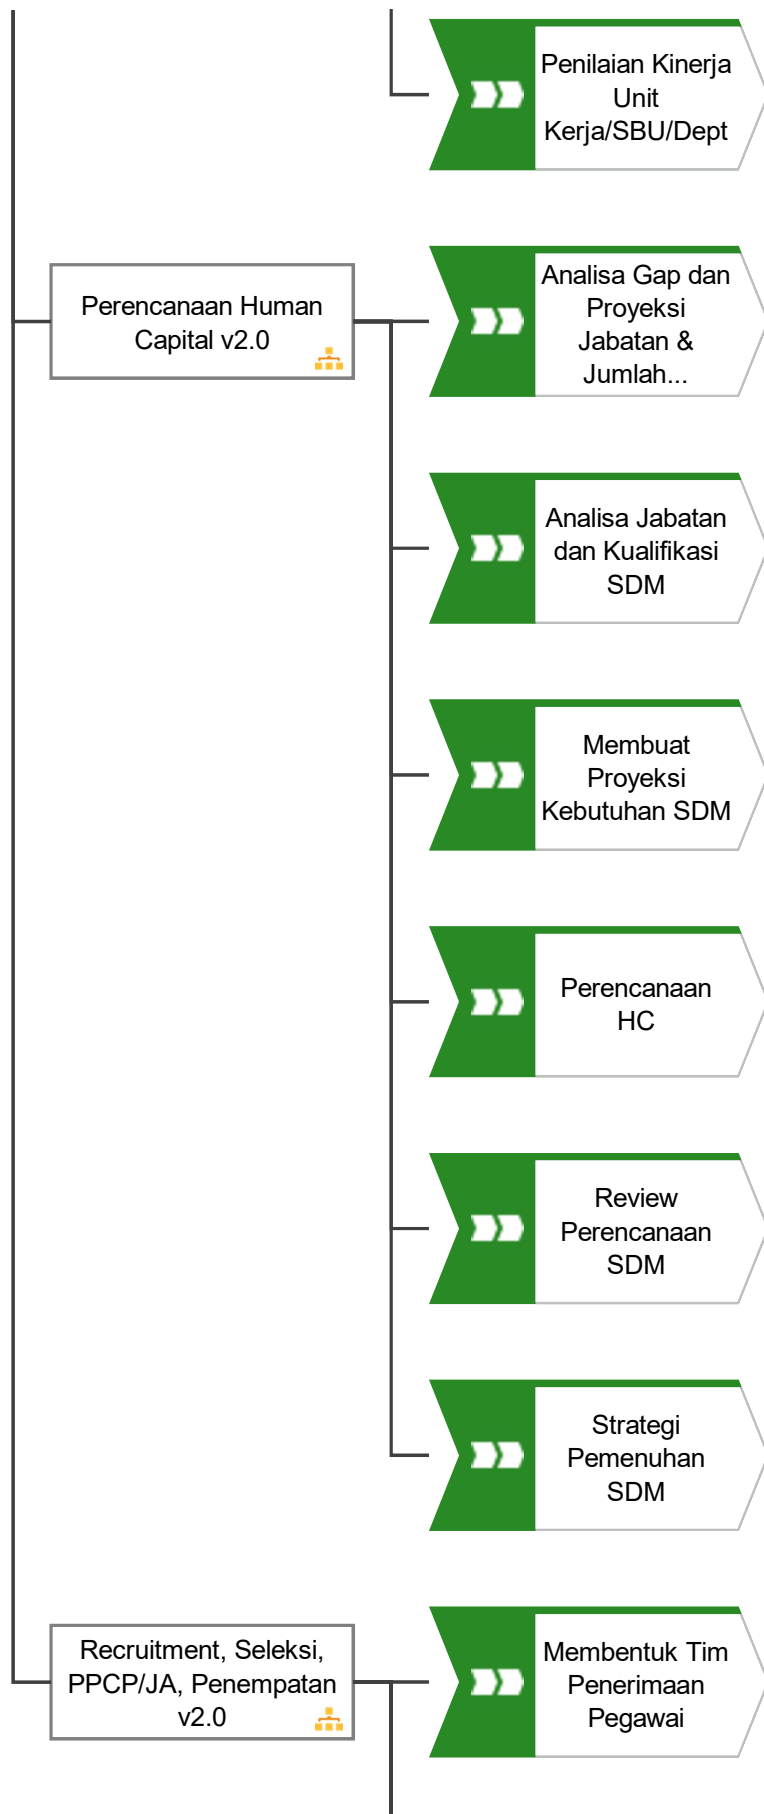 Penilaian Kinerja
Unit
Kerja/SBU/Dept
Perencanaan Human
Capital v2.0
Analisa Gap dan
Proyeksi
Jabatan &
Jumlah...
Analisa Jabatan
dan Kualifikasi
SDM
Membuat
Proyeksi
Kebutuhan SDM
Perencanaan
HC
Review
Perencanaan
SDM
Strategi
Pemenuhan
SDM
Recruitment, Seleksi,
PPCP/JA, Penempatan
v2.0
Membentuk Tim
Penerimaan
Pegawai